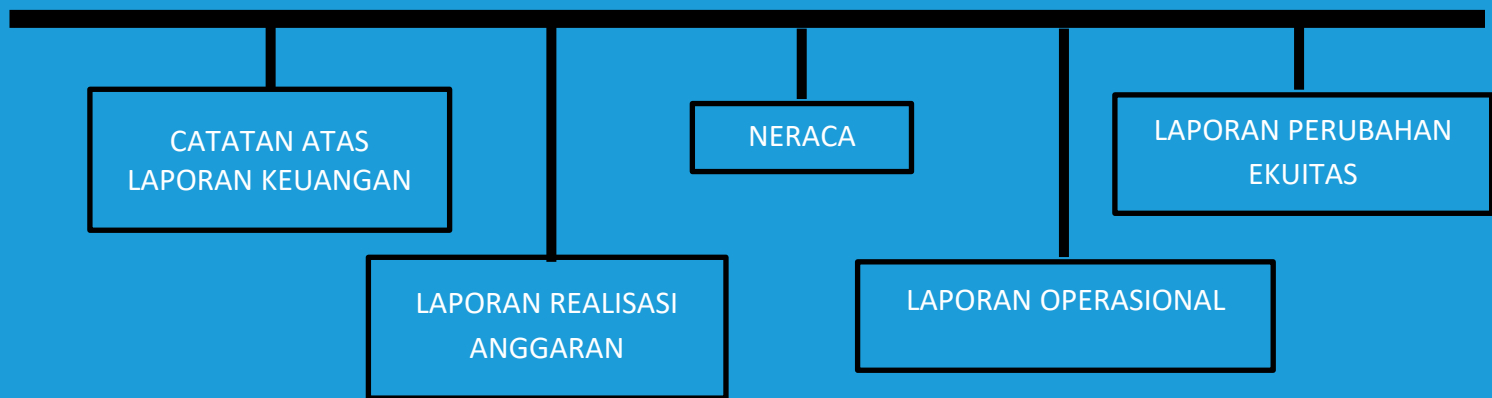 CATATAN ATAS
LAPORAN KEUANGAN
LAPORAN REALISASI
ANGGARAN
NERACA
LAPORAN OPERASIONAL
LAPORAN PERUBAHAN
EKUITAS